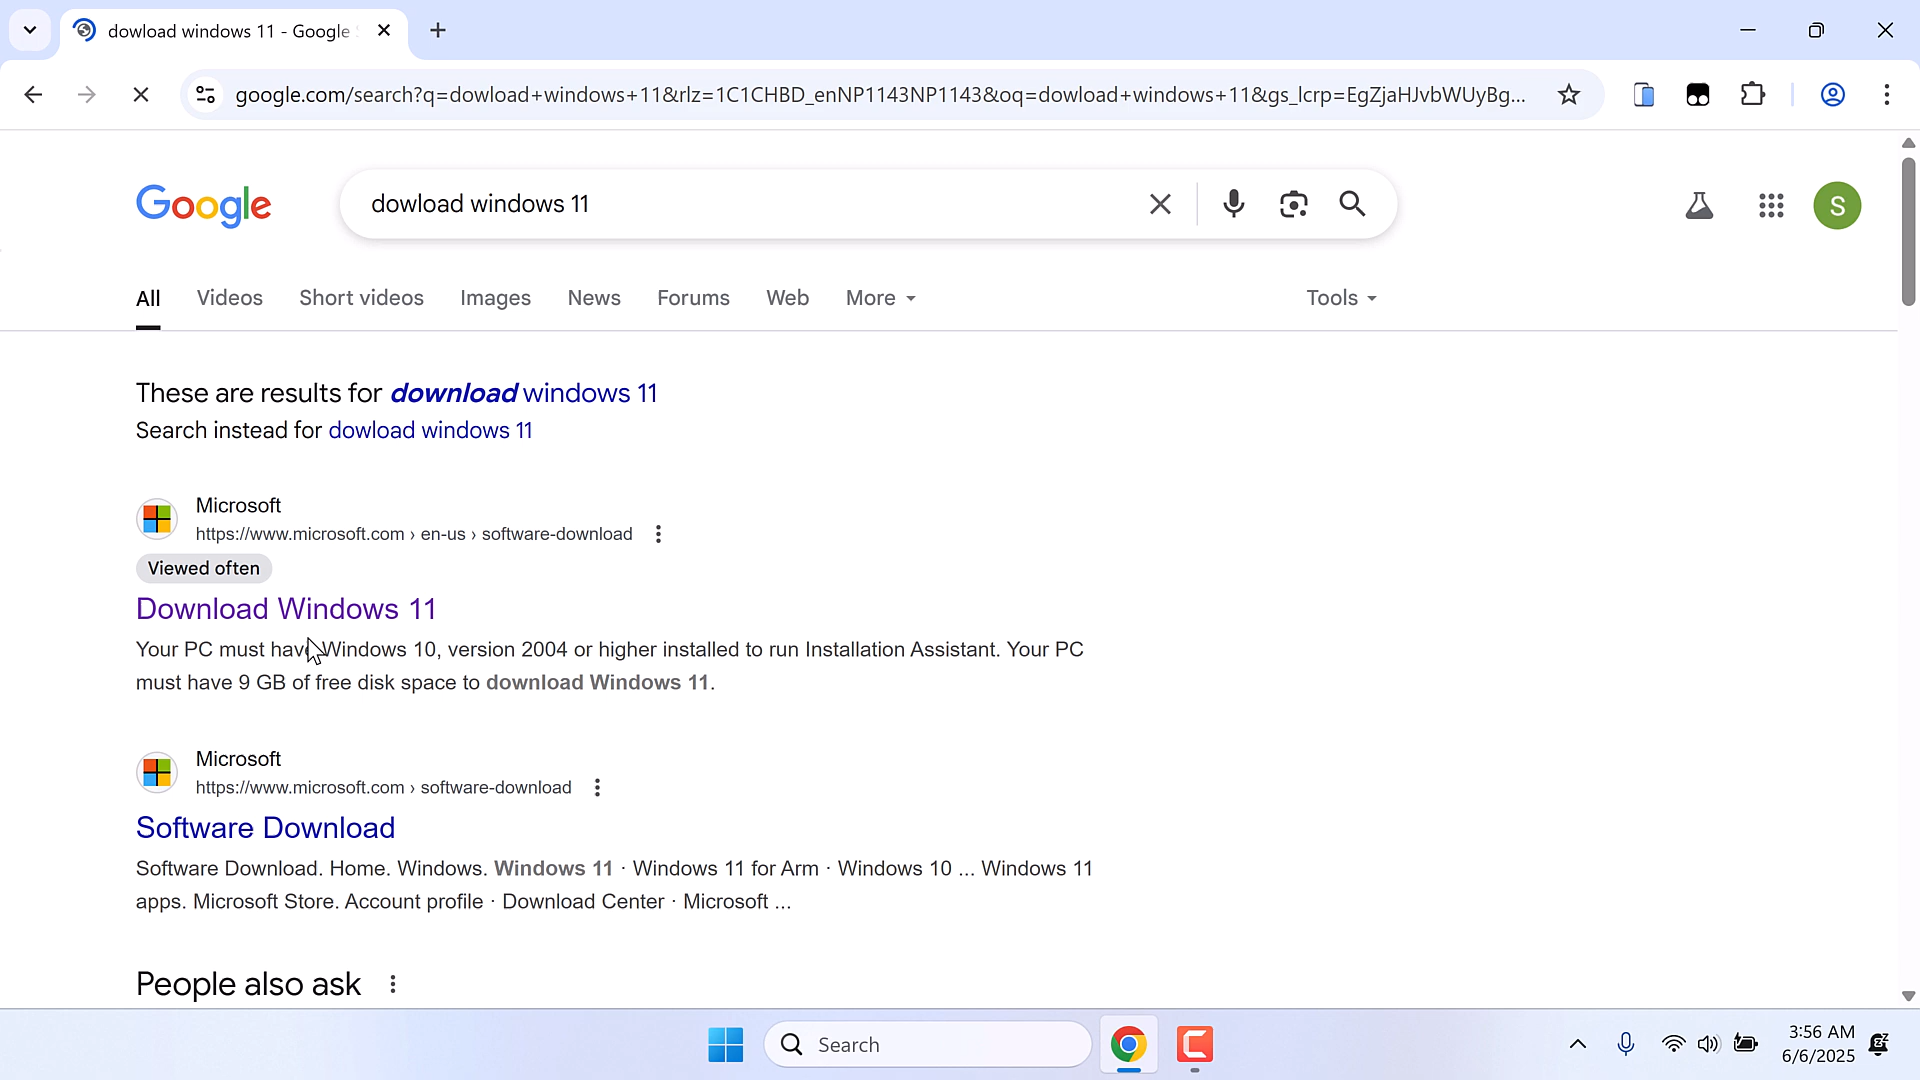 dowload windows 11 - Google
google.com/search?q=dowload+windows+11&rlz=1C1CHBD_enNP1143NP1143&oq=dowload+windows+11&gs_lcrp=EgZjaHJvbWUyBg...
Google
dowload windows 11
S
All
Videos
Short videos
Images
News
Forums
Web
More
Tools
These are results for download windows 11
Search instead for dowload windows 11
Microsoft
https://www.microsoft.com › en-us › software-download
Viewed often
Download Windows 11
Your PC must have Windows 10, version 2004 or higher installed to run Installation Assistant. Your PC
must have 9 GB of free disk space to download Windows 11.
Microsoft
https://www.microsoft.com › software-download
Software Download
Software Download. Home. Windows. Windows 11 · Windows 11 for Arm · Windows 10 ... Windows 11
apps. Microsoft Store. Account profile · Download Center · Microsoft ...
People also ask
Search
3:56 AM
6/6/2025